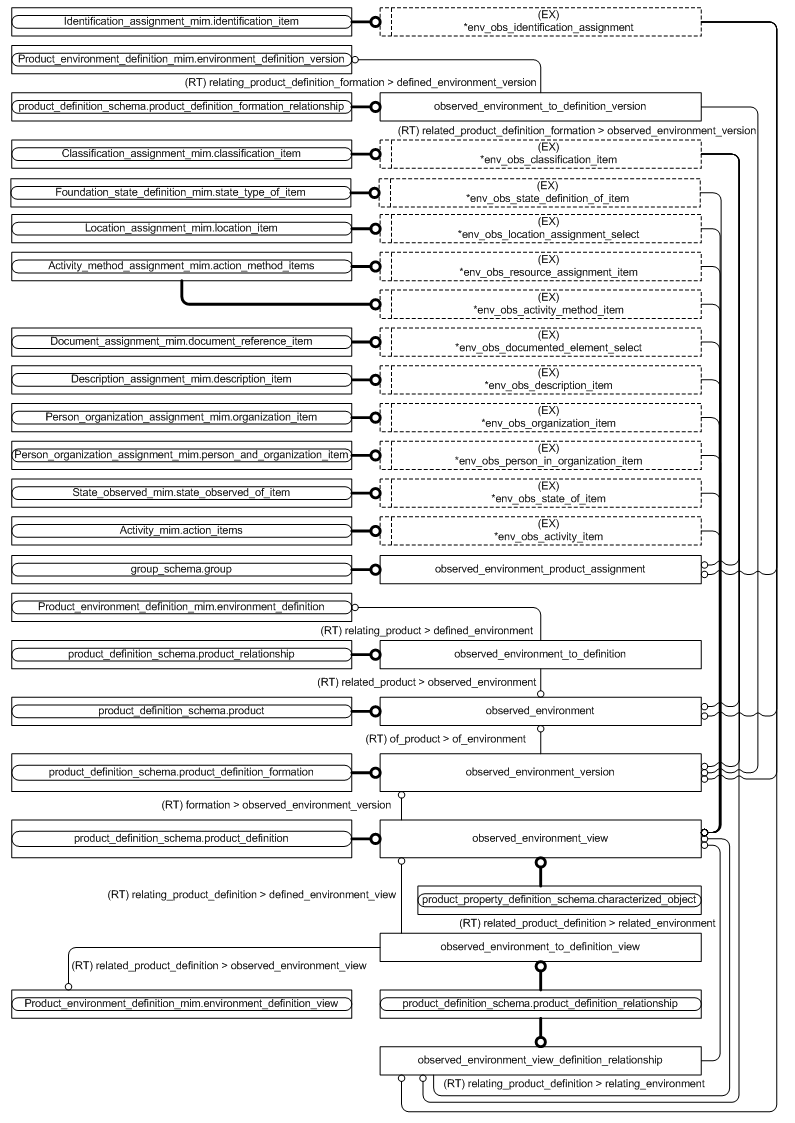 Identification_assignment_mim.identification_item
(EX)
*env_obs_identification_assignment
Product_environment_definition_mim.environment_definition_version
(RT) relating_product_definition_formation > defined_environment_version
product_definition_schema.product_definition_formation_relationship
observed_environment_to_definition_version
(RT) related_product_definition_formation > observed_environment_version
Classification_assignment_mim.classification_item
(EX)
*env_obs_classification_item
Foundation_state_definition_mim.state_type_of_item
(EX)
*env_obs_state_definition_of_item
Location_assignment_mim.location_item
(EX)
*env_obs_location_assignment_select
Activity_method_assignment_mim.action_method_items
(EX)
*env_obs_resource_assignment_item
(EX)
*env_obs_activity_method_item
Document_assignment_mim.document_reference_item
(EX)
*env_obs_documented_element_select
Description_assignment_mim.description_item
(EX)
*env_obs_description_item
Person_organization_assignment_mim.organization_item
(EX)
*env_obs_organization_item
Person_organization_assignment_mim.person_and_organization_item
(EX)
*env_obs_person_in_organization_item
State_observed_mim.state_observed_of_item
(EX)
*env_obs_state_of_item
Activity_mim.action_items
(EX)
*env_obs_activity_item
group_schema.group
observed_environment_product_assignment
Product_environment_definition_mim.environment_definition
(RT) relating_product > defined_environment
product_definition_schema.product_relationship
observed_environment_to_definition
(RT) related_product > observed_environment
product_definition_schema.product
observed_environment
(RT) of_product > of_environment
product_definition_schema.product_definition_formation
observed_environment_version
(RT) formation > observed_environment_version
product_definition_schema.product_definition
observed_environment_view
(RT) relating_product_definition > defined_environment_view
product_property_definition_schema.characterized_object
(RT) related_product_definition > related_environment
observed_environment_to_definition_view
(RT) related_product_definition > observed_environment_view
Product_environment_definition_mim.environment_definition_view
product_definition_schema.product_definition_relationship
observed_environment_view_definition_relationship
(RT) relating_product_definition > relating_environment